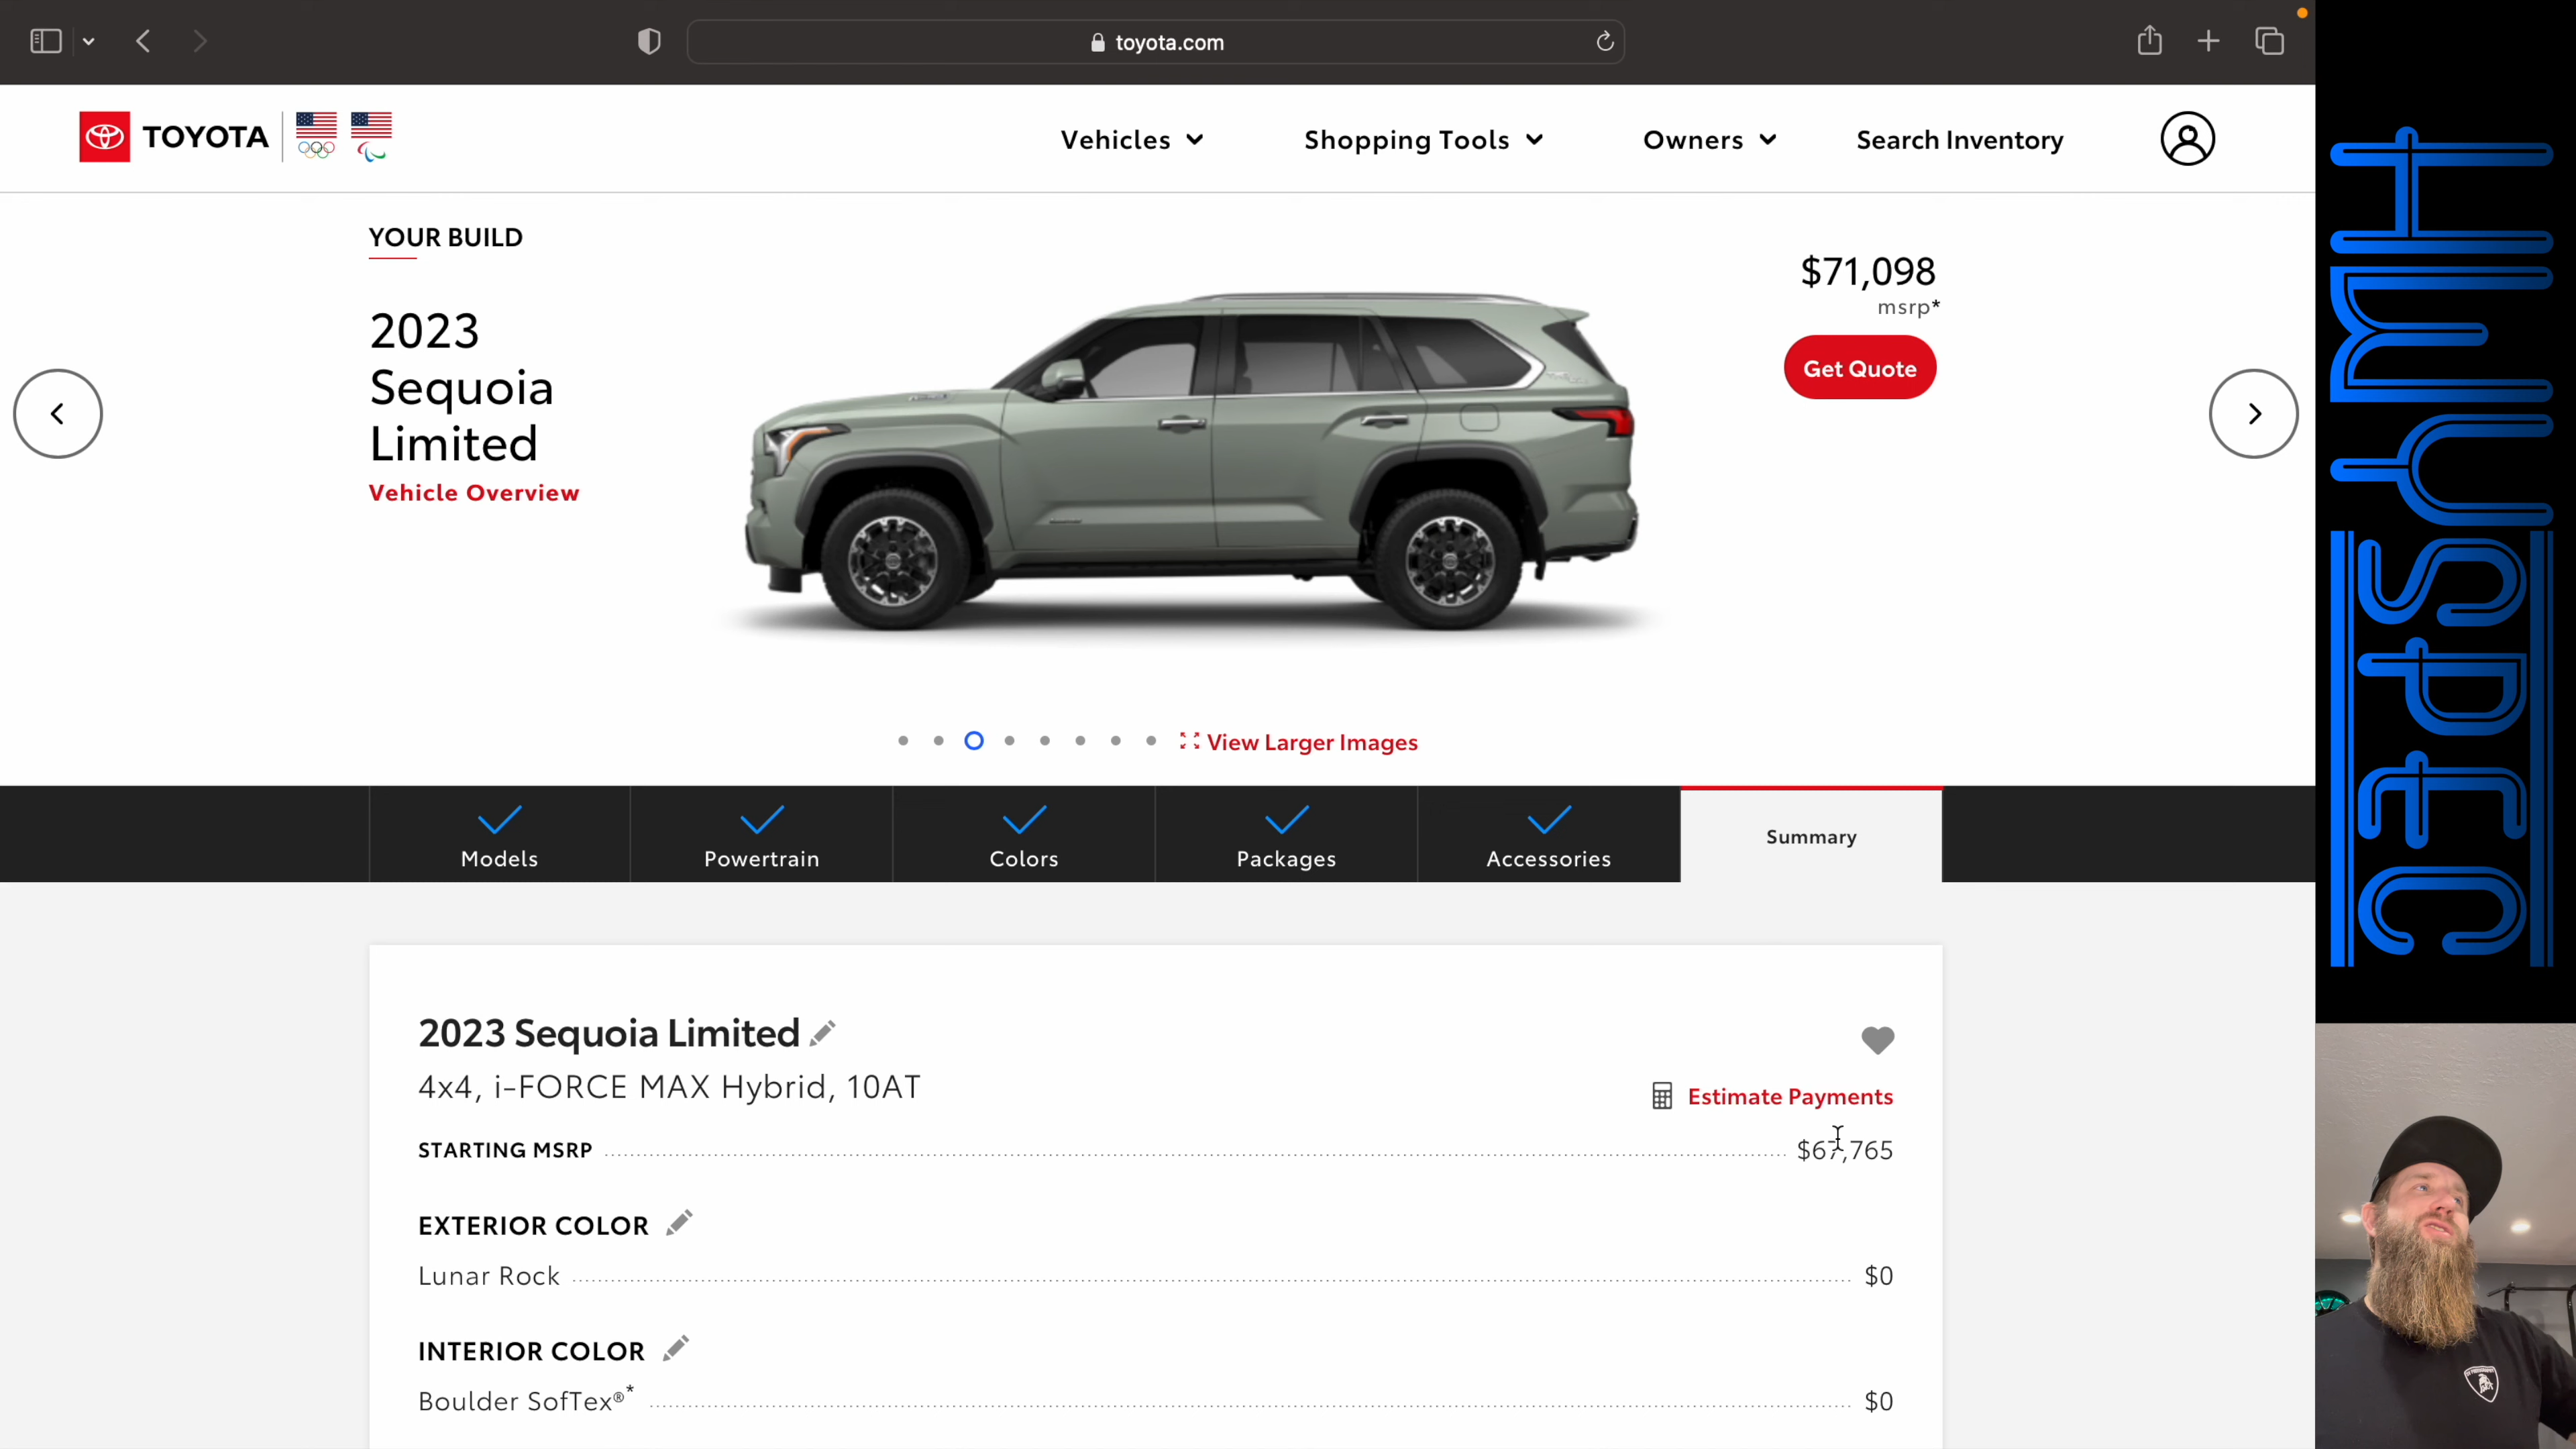 toyota.com
TOYOTA
Vehicles
Shopping Tools
Owners
Search Inventory
YOUR BUILD
2023
Sequoia
Limited
Vehicle Overview
$71,098
msrp*
Get Quote
View Larger Images
Models
Powertrain
Colors
Packages
Accessories
Summary
2023 Sequoia Limited
4x4, i-FORCE MAX Hybrid, 10AT
Estimate Payments
STARTING MSRP $67,765
EXTERIOR COLOR
Lunar Rock $0
INTERIOR COLOR
Boulder SofTex®* $0